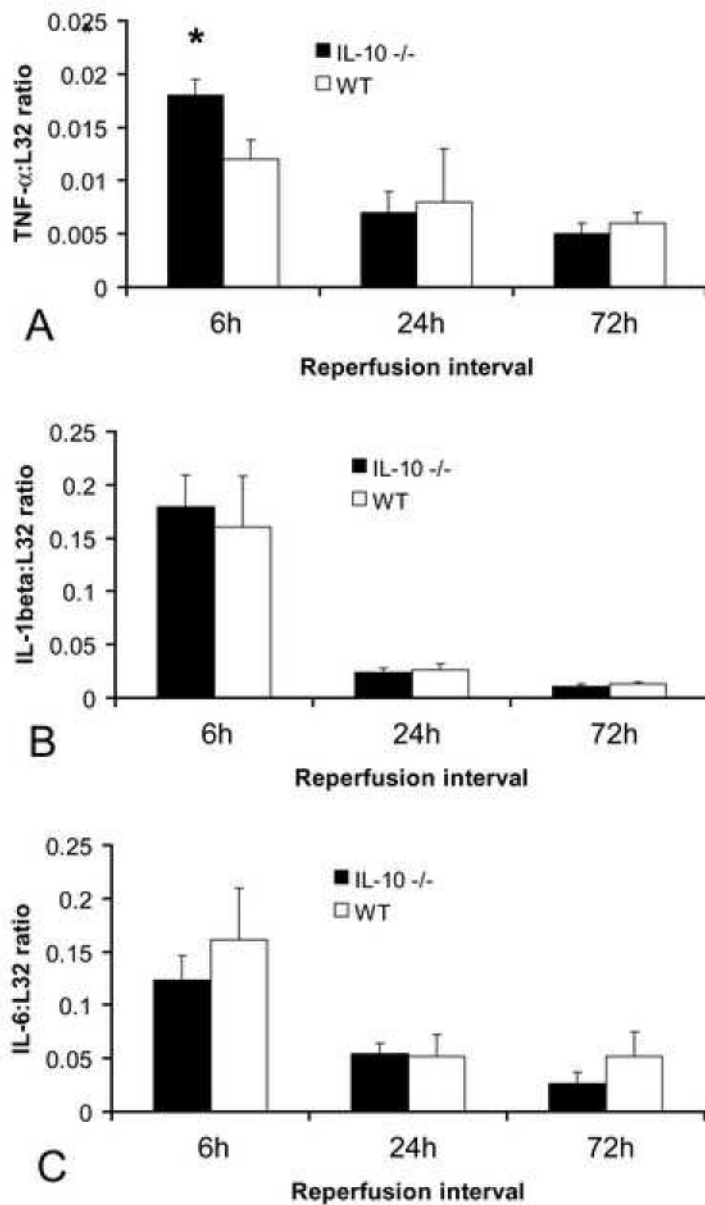 0.025
0.02
0.015
0.01
0.005
0
TNF-α:L32 ratio
*
IL-10 -/-
WT
6h 24h 72h
A
Reperfusion interval
0.25
0.2
0.15
0.1
0.05
0
IL-1beta:L32 ratio
IL-10 -/-
WT
6h 24h 72h
B
Reperfusion interval
0.25
0.2
0.15
0.1
0.05
0
IL-6:L32 ratio
IL-10 -/-
WT
6h 24h 72h
C
Reperfusion interval